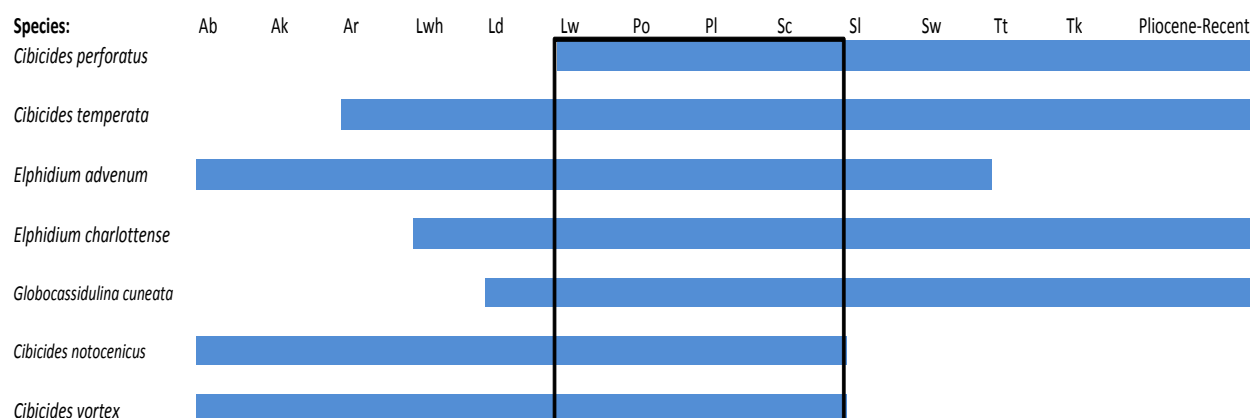 Species: Ab Ak Ar Lwh Ld Lw Po Pl Sc Sl Sw Tt Tk Pliocene-Recent
Cibicides perforatus
Cibicides temperata
Elphidium advenum
Elphidium charlottense
Globocassidulina cuneata
Cibicides notocenicus
Cibicides vortex